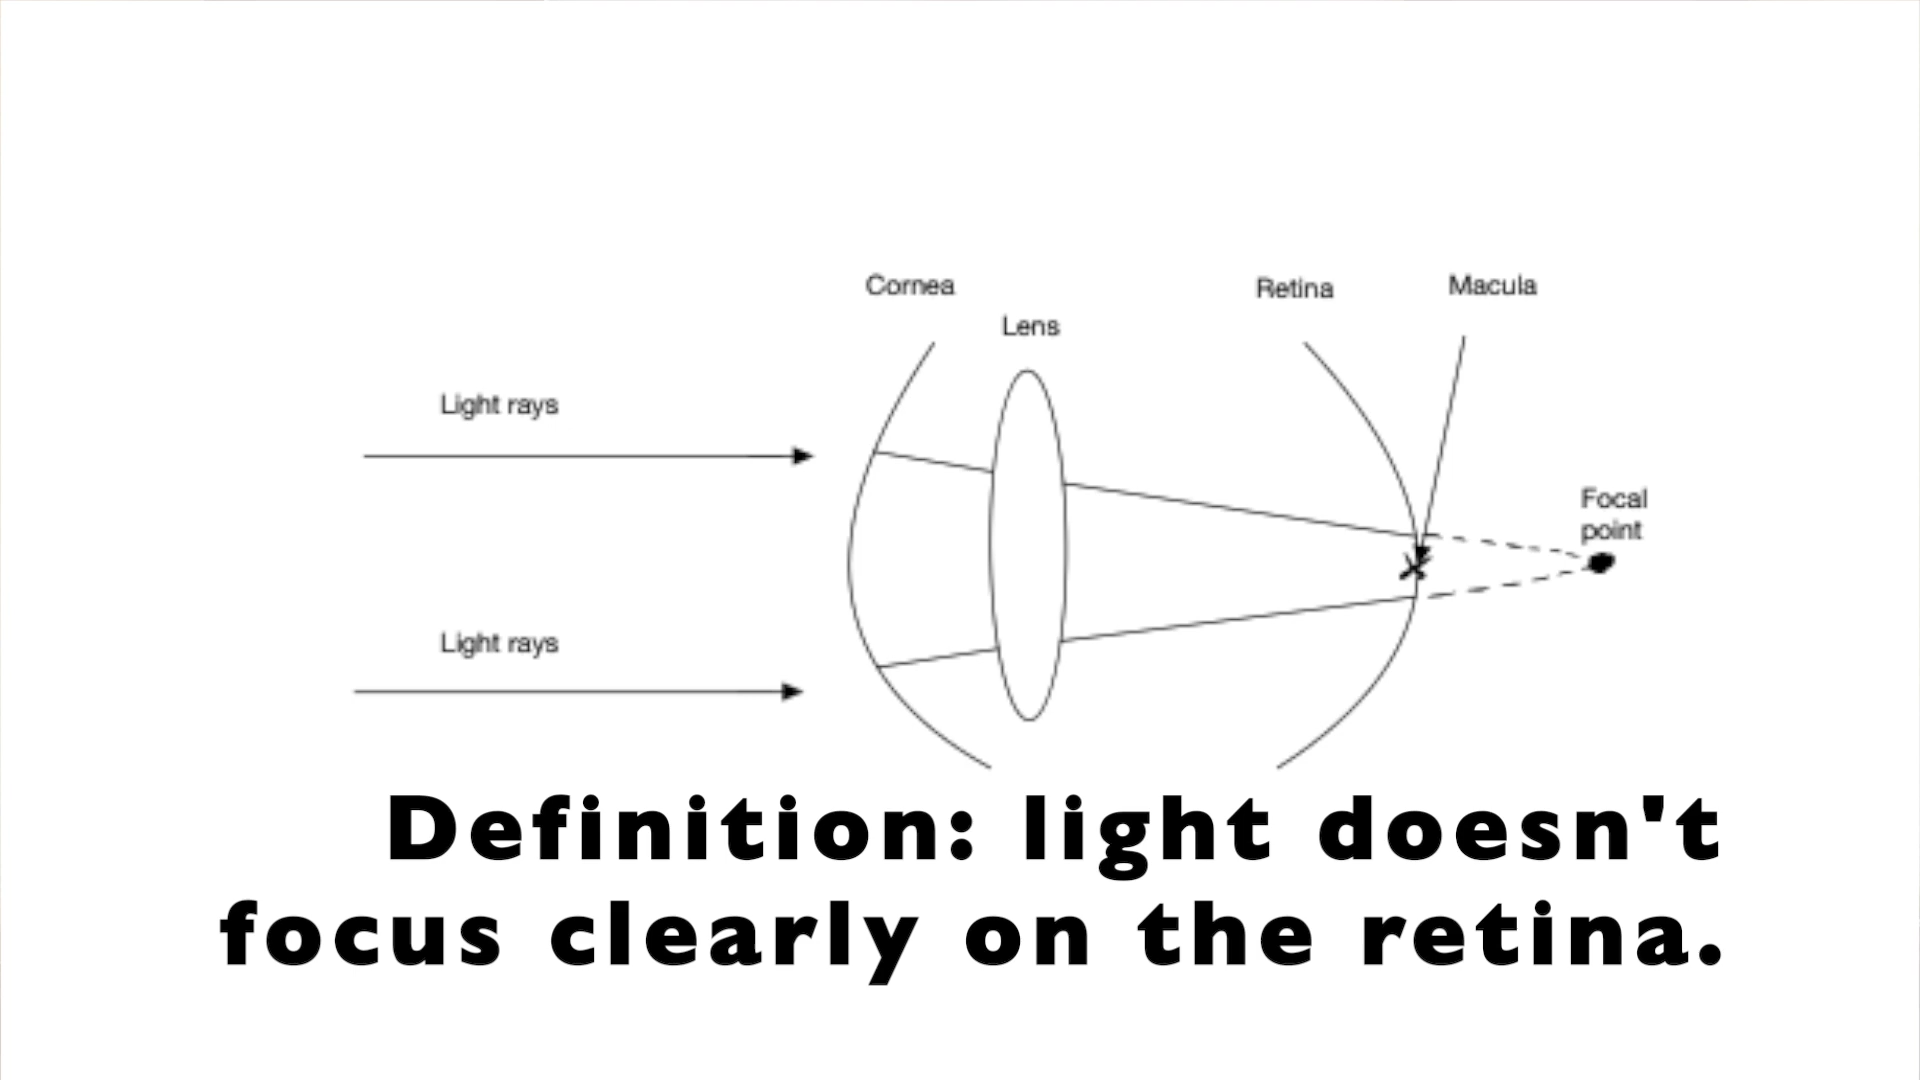 Cornea
Retina
Macula
Lens
Light rays
Focal
point
Light rays
Definition: light doesn't
focus clearly on the retina.